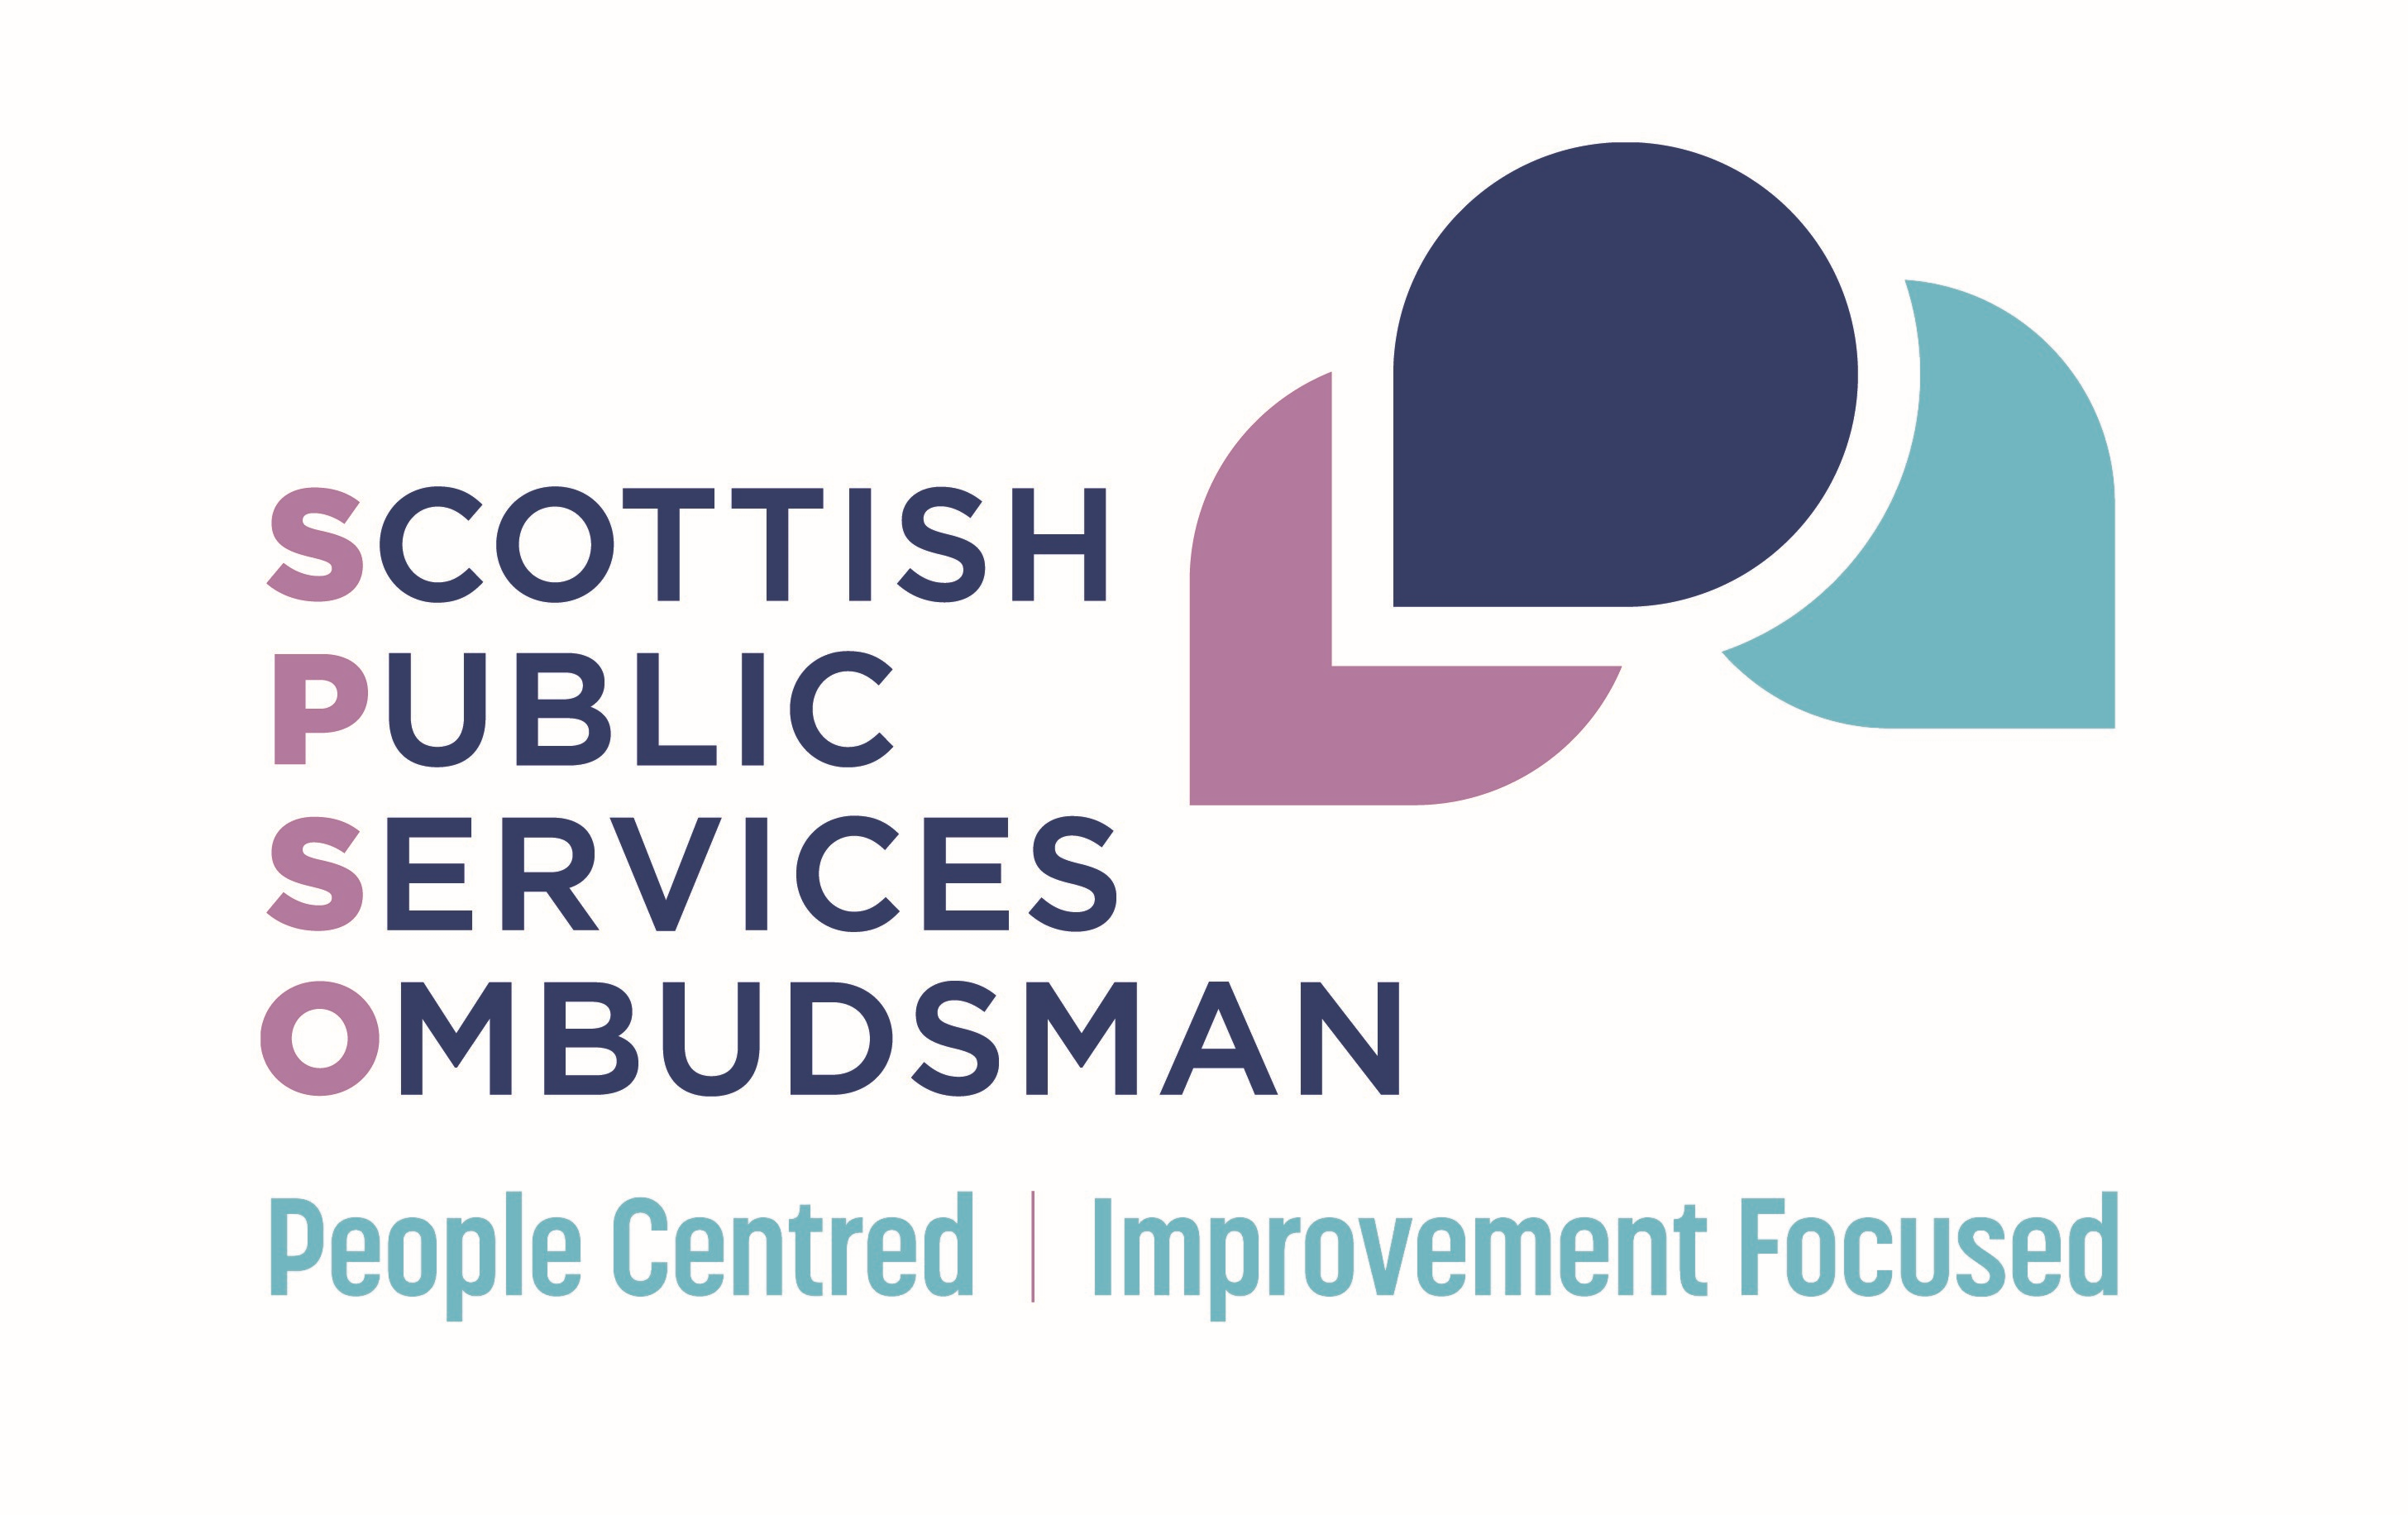 SCOTTISH
PUBLIC
SERVICES
OMBUDSMAN
People Centred | Improvement Focused